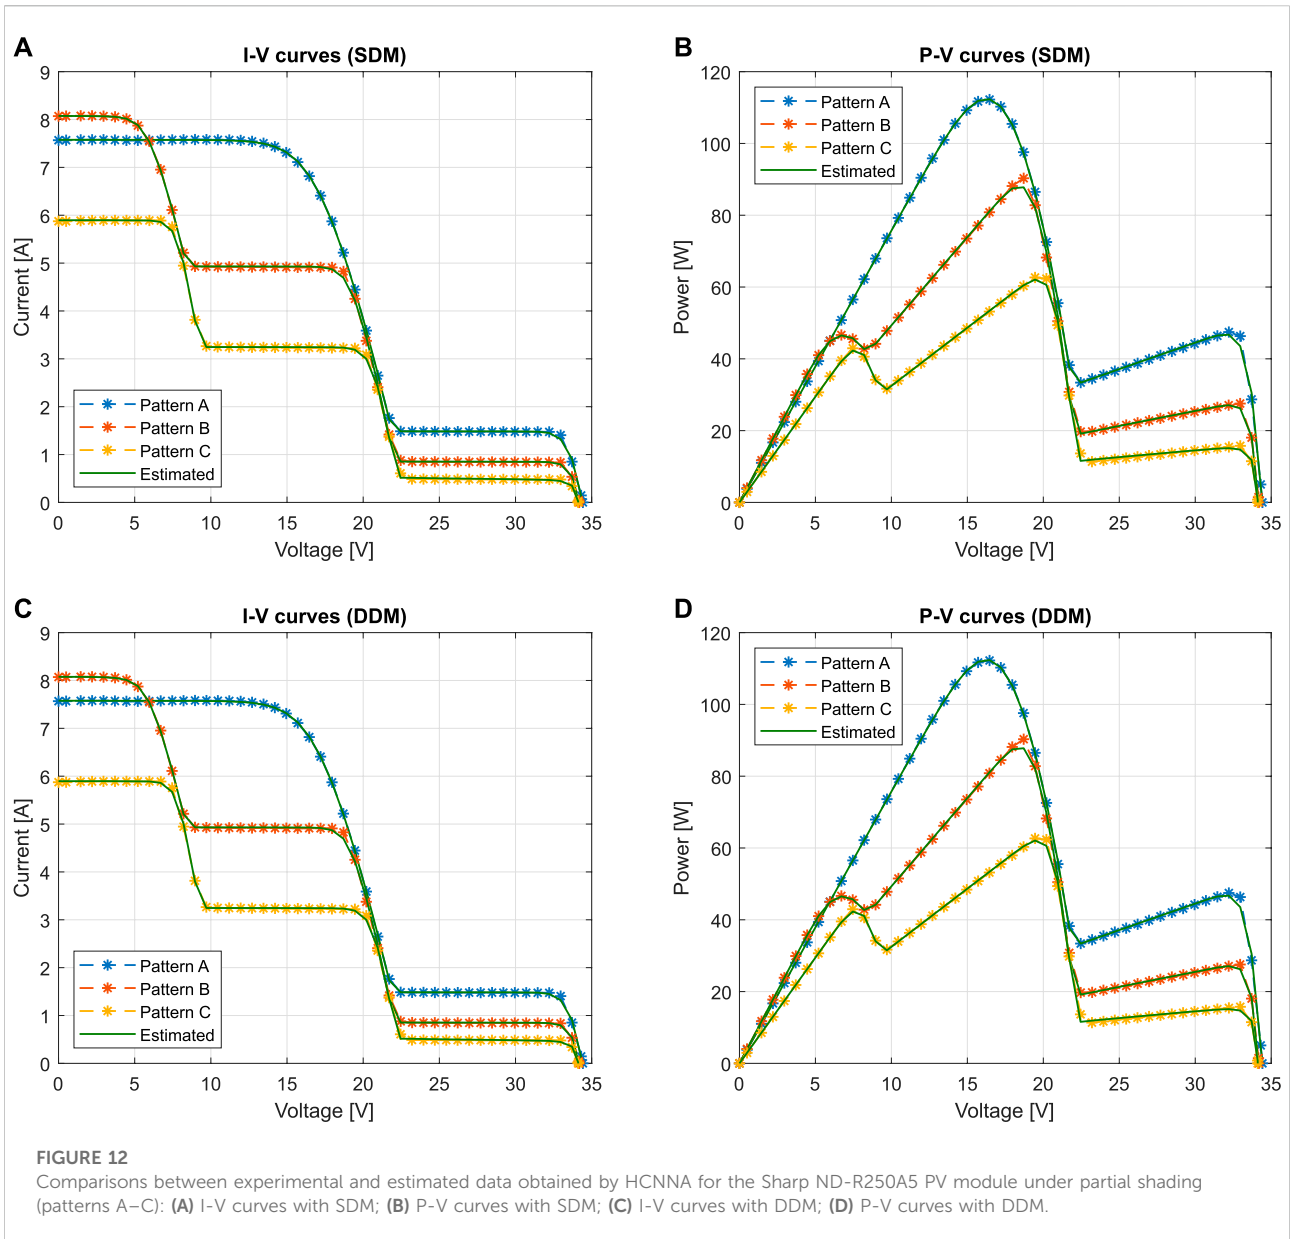 A
I-V curves (SDM)
Current [A]
9
8
7
6
5
4
3
2
1
0
Pattern A
Pattern B
Pattern C
Estimated
0 5 10 15 20 25 30 35
Voltage [V]
B
P-V curves (SDM)
Power [W]
120
100
80
60
40
20
0
Pattern A
Pattern B
Pattern C
Estimated
0 5 10 15 20 25 30 35
Voltage [V]
C
I-V curves (DDM)
Current [A]
9
8
7
6
5
4
3
2
1
0
Pattern A
Pattern B
Pattern C
Estimated
0 5 10 15 20 25 30 35
Voltage [V]
D
P-V curves (DDM)
Power [W]
120
100
80
60
40
20
0
Pattern A
Pattern B
Pattern C
Estimated
0 5 10 15 20 25 30 35
Voltage [V]
FIGURE 12
Comparisons between experimental and estimated data obtained by HCNNA for the Sharp ND-R250A5 PV module under partial shading
(patterns A–C): (A) I-V curves with SDM; (B) P-V curves with SDM; (C) I-V curves with DDM; (D) P-V curves with DDM.